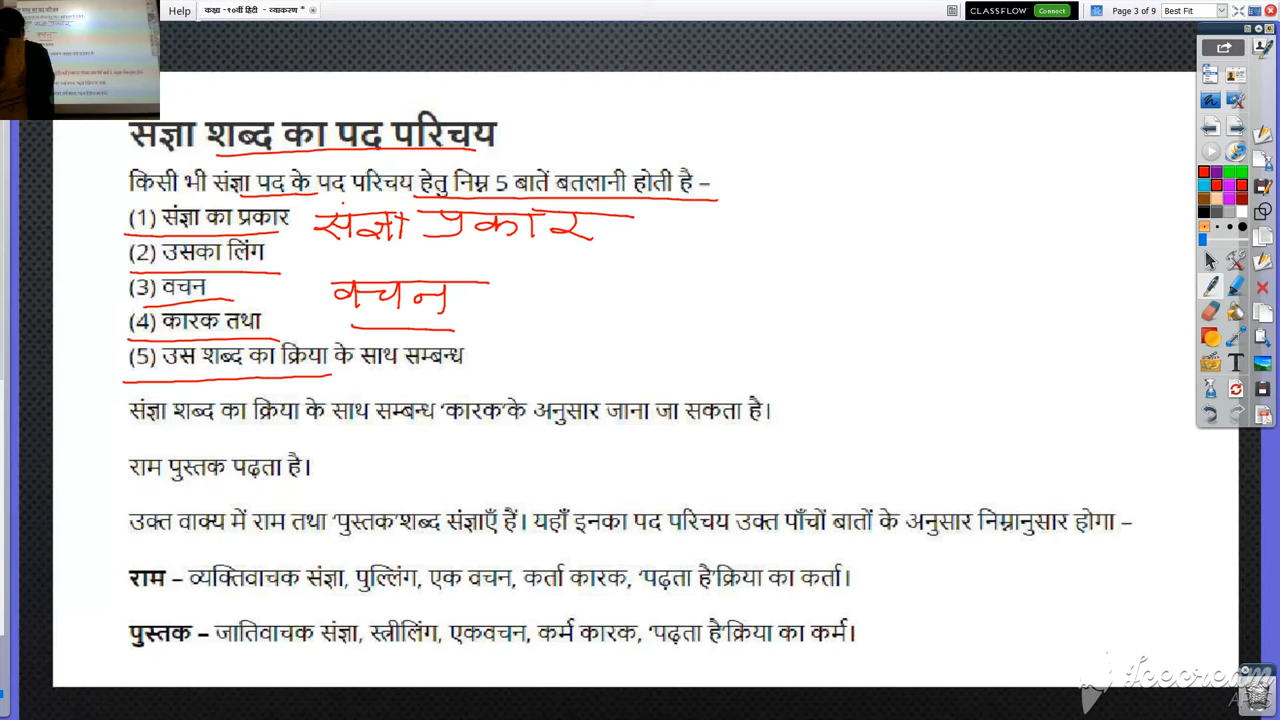 Help कक्षा -१०वीं हिंदी - व्याकरण * CLASSFLOW Connect Page 3 of 9 Best Fit
सज्ञा शब्द का पद परिचय
किसी भी संज्ञा पद के पद परिचय हेतु निम्न 5 बातें बतलानी होती है –
(1) संज्ञा का प्रकार संज्ञा प्रकार
(2) उसका लिंग
(3) वचन वचन
(4) कारक तथा
(5) उस शब्द का क्रिया के साथ सम्बन्ध
संज्ञा शब्द का क्रिया के साथ सम्बन्ध ‘कारक’के अनुसार जाना जा सकता है।
राम पुस्तक पढ़ता है।
उक्त वाक्य में राम तथा ‘पुस्तक’शब्द संज्ञाएँ हैं। यहाँ इनका पद परिचय उक्त पाँचों बातों के अनुसार निम्नानुसार होगा –
राम – व्यक्तिवाचक संज्ञा, पुल्लिंग, एक वचन, कर्ता कारक, ‘पढ़ता है’क्रिया का कर्ता।
पुस्तक – जातिवाचक संज्ञा, स्त्रीलिंग, एकवचन, कर्म कारक, ‘पढ़ता है’क्रिया का कर्म।
Icecream
APPS